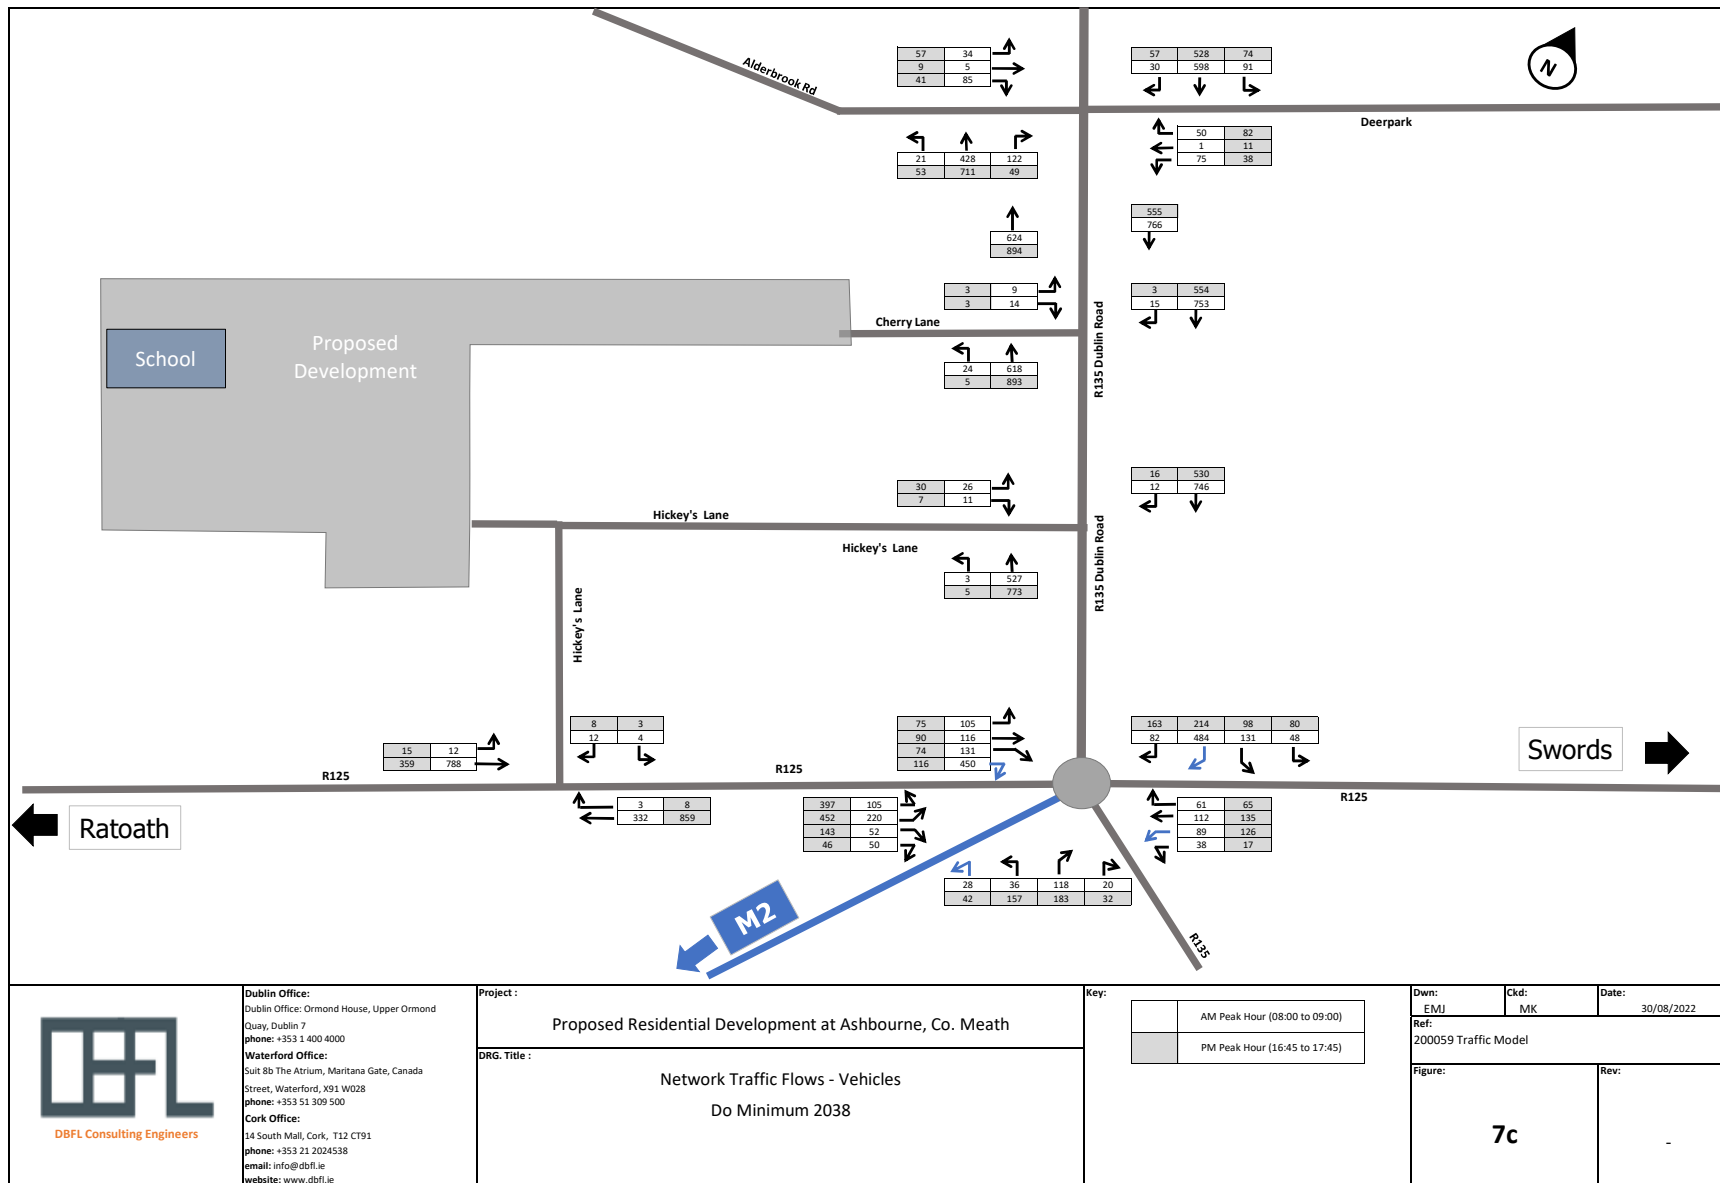 Alderbrook Rd
57 34
9 5
41 85
57 528 74
30 598 91
N
Deerpark
50 82
1 11
75 38
21 428 122
53 711 49
555
766
624
894
3 9
3 14
3 554
15 753
Cherry Lane
R135 Dublin Road
School
Proposed
Development
24 618
5 893
16 530
12 746
30 26
7 11
Hickey's Lane
Hickey's Lane
R135 Dublin Road
3 527
5 773
Hickey's Lane
8 3
12 4
15 12
359 788
75 105
90 116
74 131
116 450
163 214 98 80
82 484 131 48
Swords
R125
R125
R125
Ratoath
3 8
332 859
397 105
452 220
143 52
46 50
61 65
112 135
89 126
38 17
28 36 118 20
42 157 183 32
M2
R135
DBFL
DBFL Consulting Engineers
Dublin Office:
Dublin Office: Ormond House, Upper Ormond
Quay, Dublin 7
phone: +353 1 400 4000
Waterford Office:
Suit 8b The Atrium, Maritana Gate, Canada
Street, Waterford, X91 W028
phone: +353 51 309 500
Cork Office:
14 South Mall, Cork, T12 CT91
phone: +353 21 2024538
email: info@dbfl.ie
website: www.dbfl.ie
Project :
Proposed Residential Development at Ashbourne, Co. Meath
DRG. Title :
Network Traffic Flows - Vehicles
Do Minimum 2038
Key:
AM Peak Hour (08:00 to 09:00)
PM Peak Hour (16:45 to 17:45)
Dwn: Ckd: Date:
EMJ MK 30/08/2022
Ref:
200059 Traffic Model
Figure: Rev:
7c -